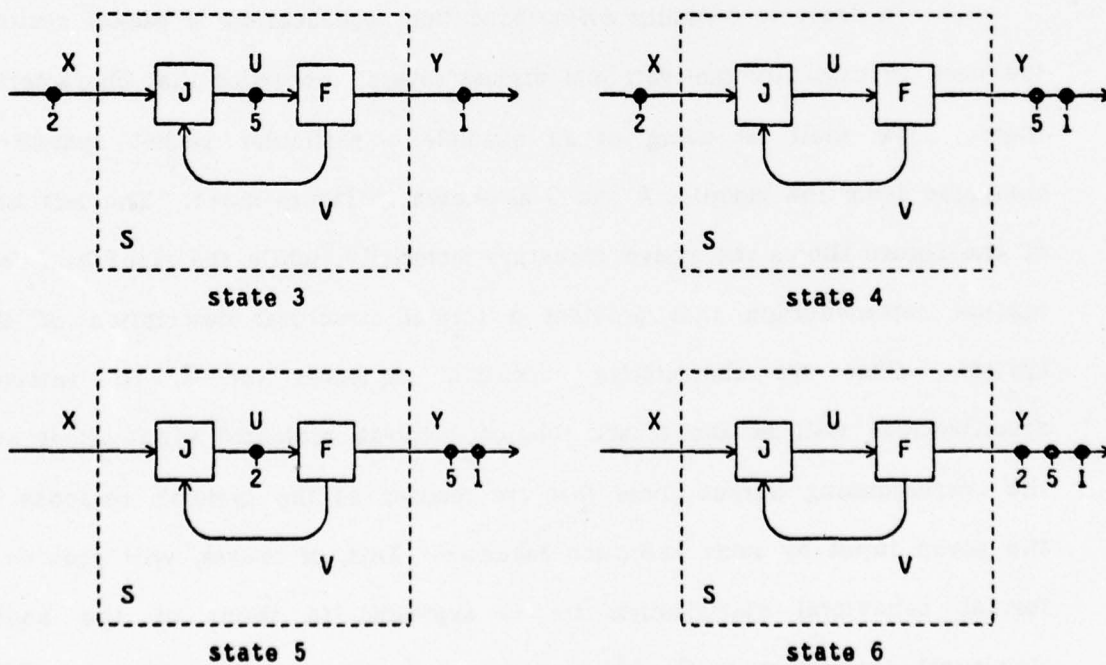 X U Y
J F
2 5 1
V
S
state 3
X U Y
J F
2 5 1
V
S
state 4
X U Y
J F
2 5 1
V
S
state 5
X U Y
J F
2 5 1
V
S
state 6